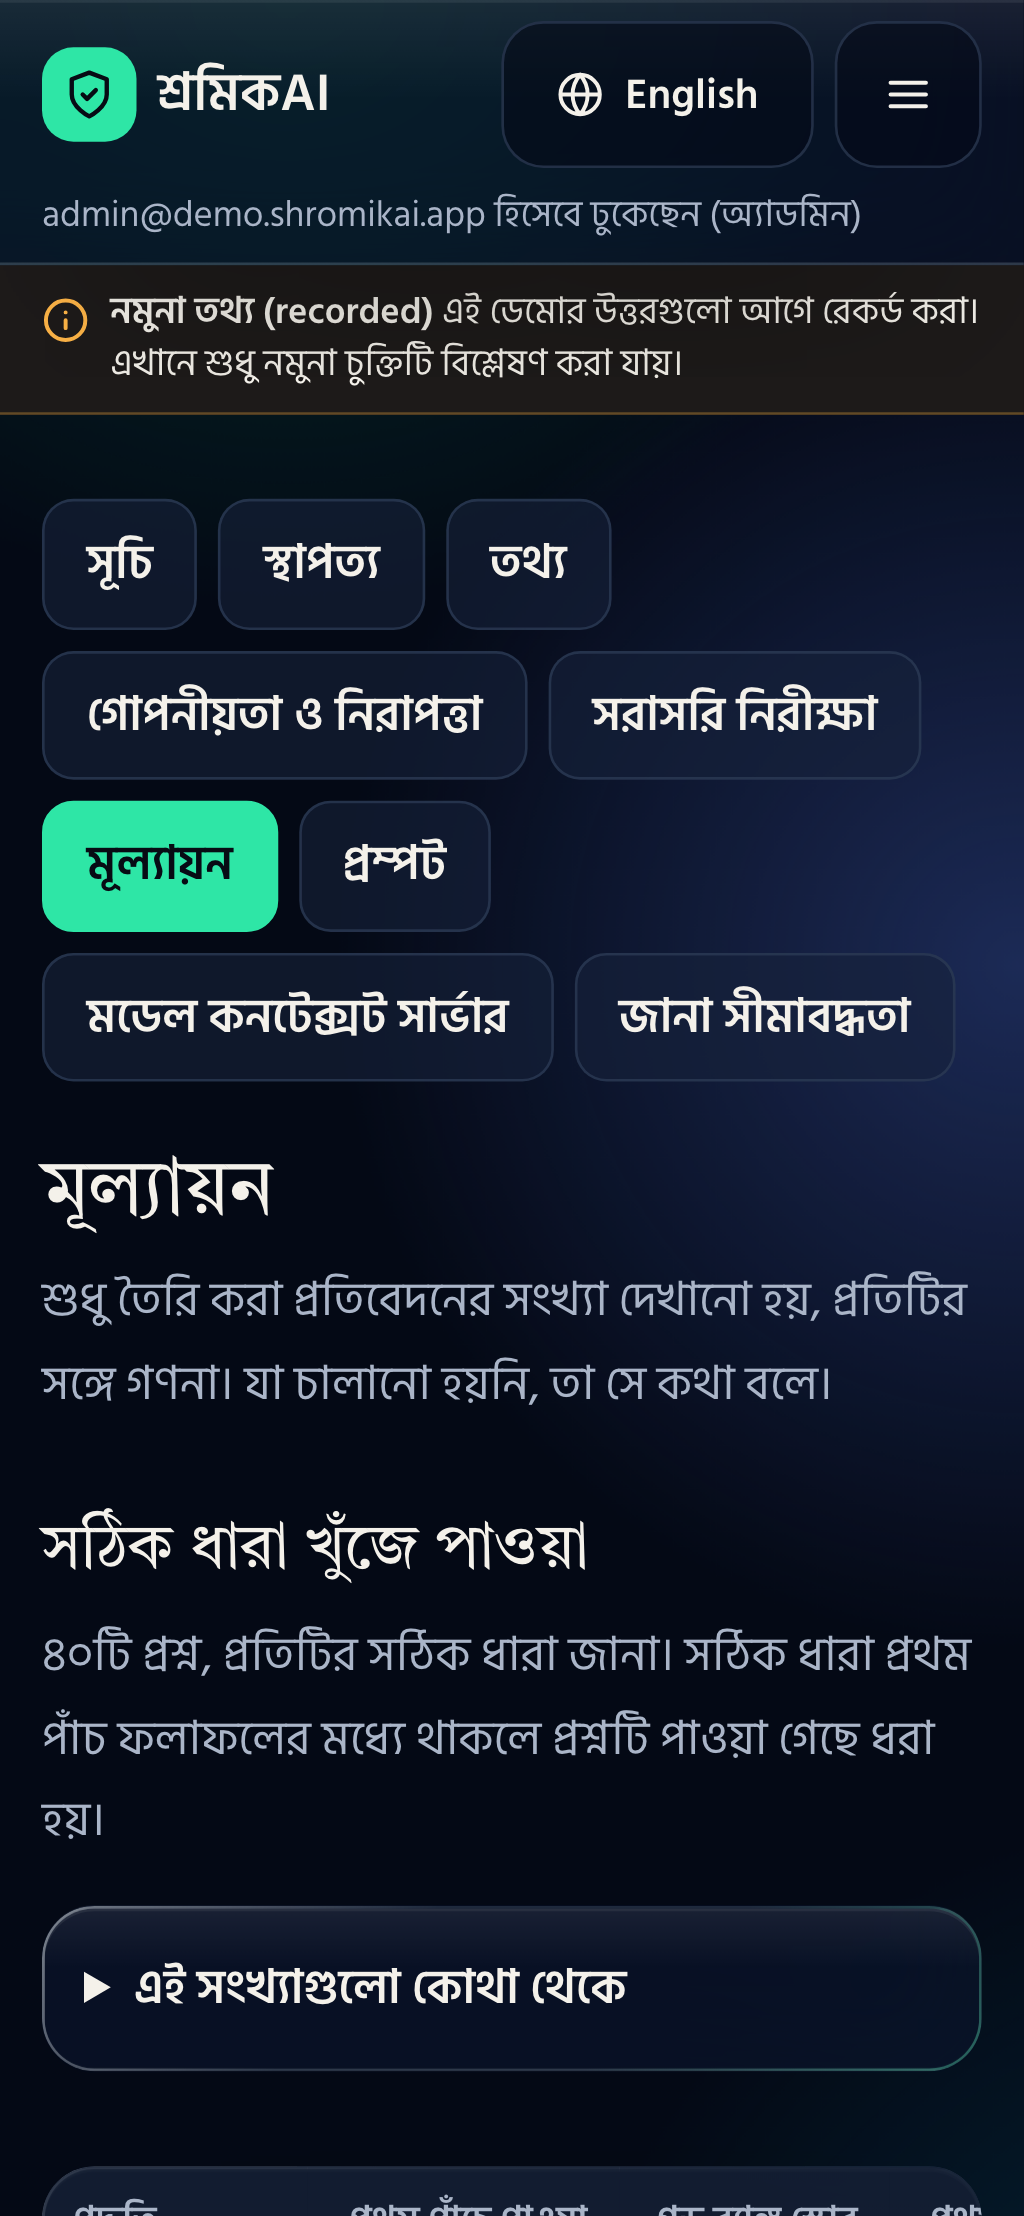 শ্রমিকAI
English
admin@demo.shromikai.app হিসেবে ঢুকেছেন (অ্যাডমিন)
নমুনা তথ্য (recorded) এই ডেমোর উত্তরগুলো আগে রেকর্ড করা।
এখানে শুধু নমুনা চুক্তিটি বিশ্লেষণ করা যায়।
সূচি
স্থাপত্য
তথ্য
গোপনীয়তা ও নিরাপত্তা
সরাসরি নিরীক্ষা
মূল্যায়ন
প্রম্পট
মডেল কনটেক্সট সার্ভার
জানা সীমাবদ্ধতা
মূল্যায়ন
শুধু তৈরি করা প্রতিবেদনের সংখ্যা দেখানো হয়, প্রতিটির
সঙ্গে গণনা। যা চালানো হয়নি, তা সে কথা বলে।
সঠিক ধারা খুঁজে পাওয়া
৪০টি প্রশ্ন, প্রতিটির সঠিক ধারা জানা। সঠিক ধারা প্রথম
পাঁচ ফলাফলের মধ্যে থাকলে প্রশ্নটি পাওয়া গেছে ধরা
হয়।
এই সংখ্যাগুলো কোথা থেকে